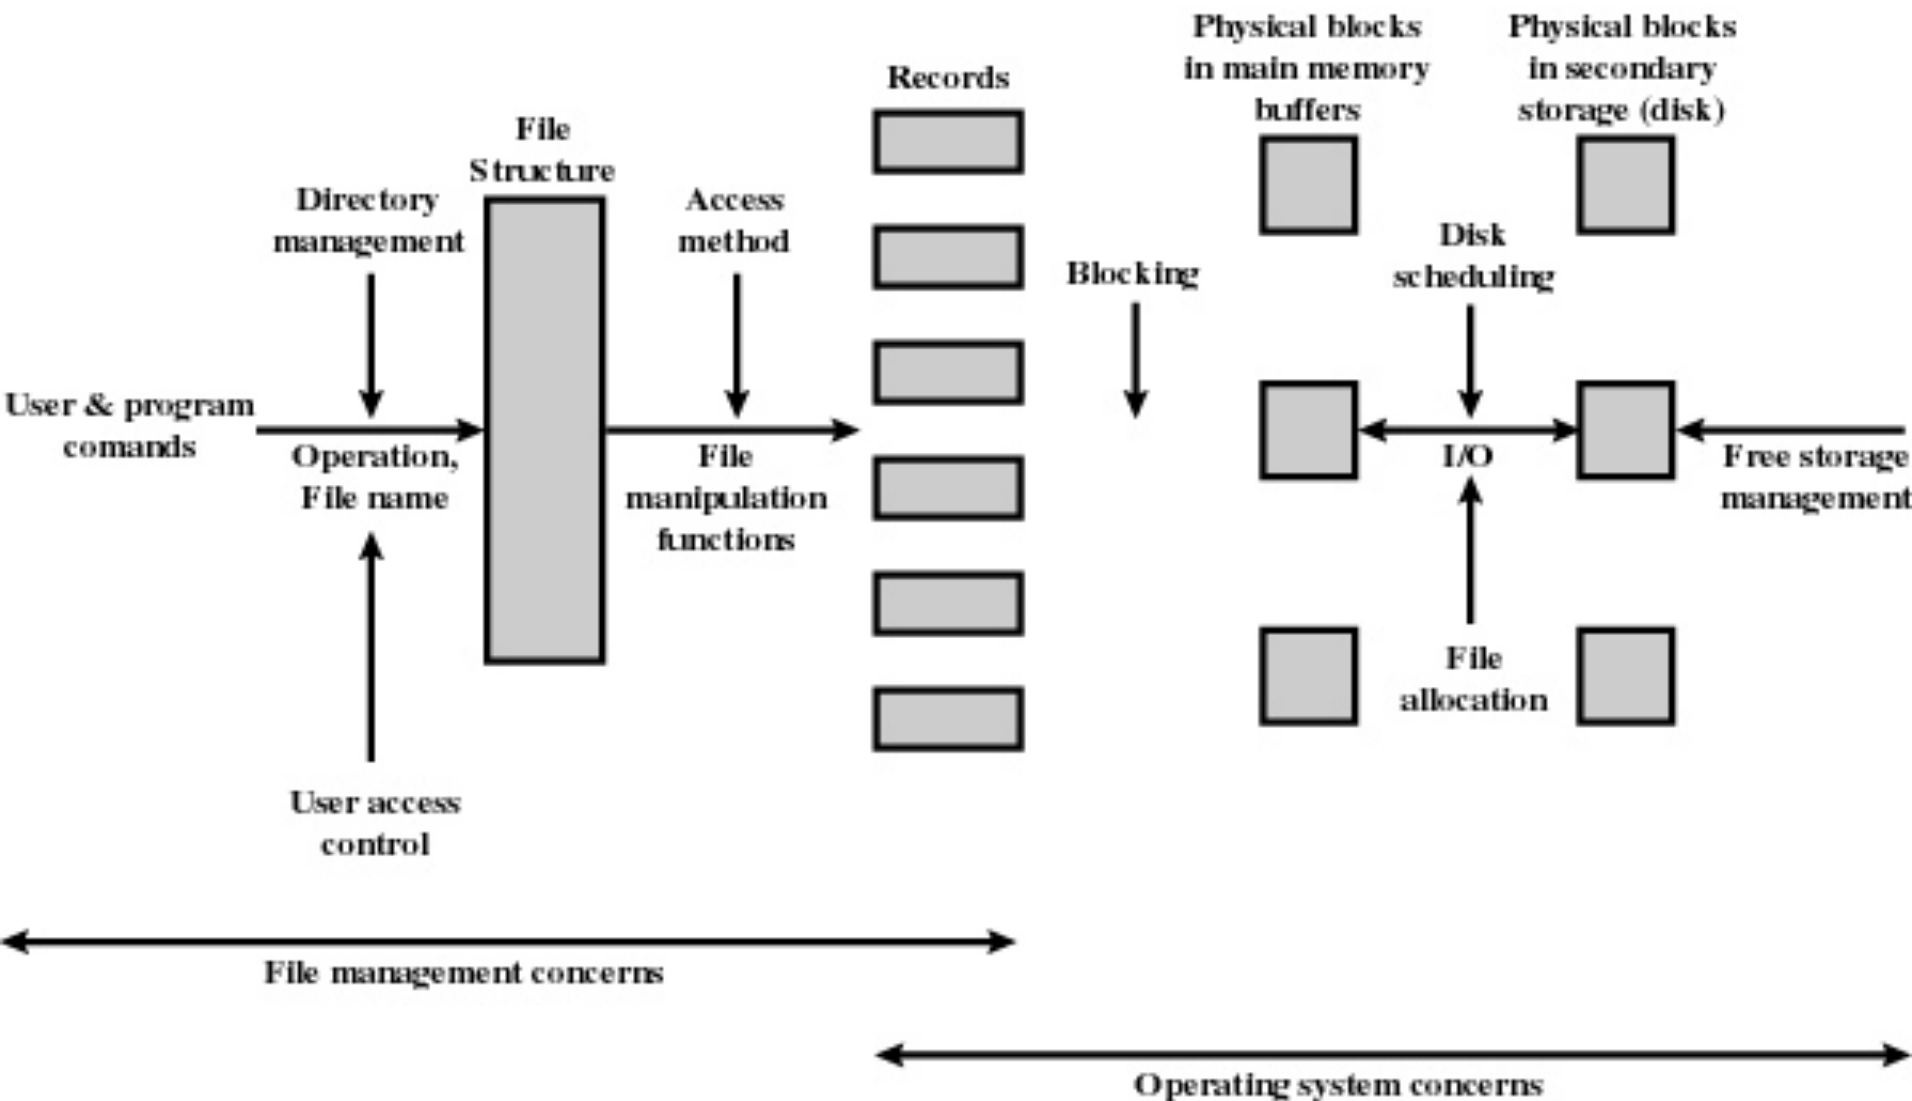 Physical blocks
in main memory
buffers
Physical blocks
in secondary
storage (disk)
Records
File
Structure
Directory
management
Access
method
Blocking
Disk
scheduling
User & program
comands
Operation,
File name
File
manipulation
functions
I/O
Free storage
management
File
allocation
User access
control
File management concerns
Operating system concerns